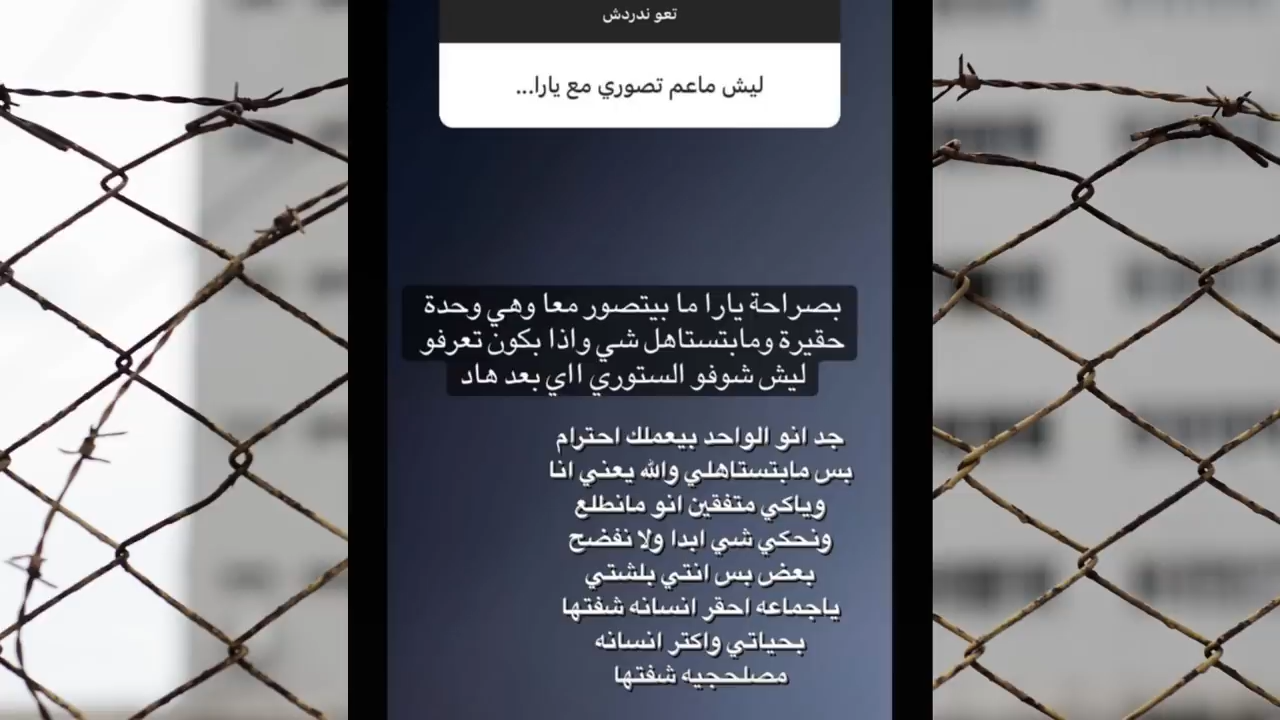 تعو ندردش
ليش ماعم تصوري مع يارا...
بصراحة يارا ما بيتصور معا وهي وحدة
حقيرة ومابتستاهل شي واذا بكون تعرفو
ليش شوفو الستوري ااي بعد هاد
جد انو الواحد بيعملك احترام
بس مابتستاهلي والله يعني انا
وياكي متفقين انو مانطلع
ونحكي شي ابدا ولا نفضح
بعض بس انتي بلشتي
ياجماعه احقر انسانه شفتها
بحياتي واكتر انسانه
مصلحجيه شفتها